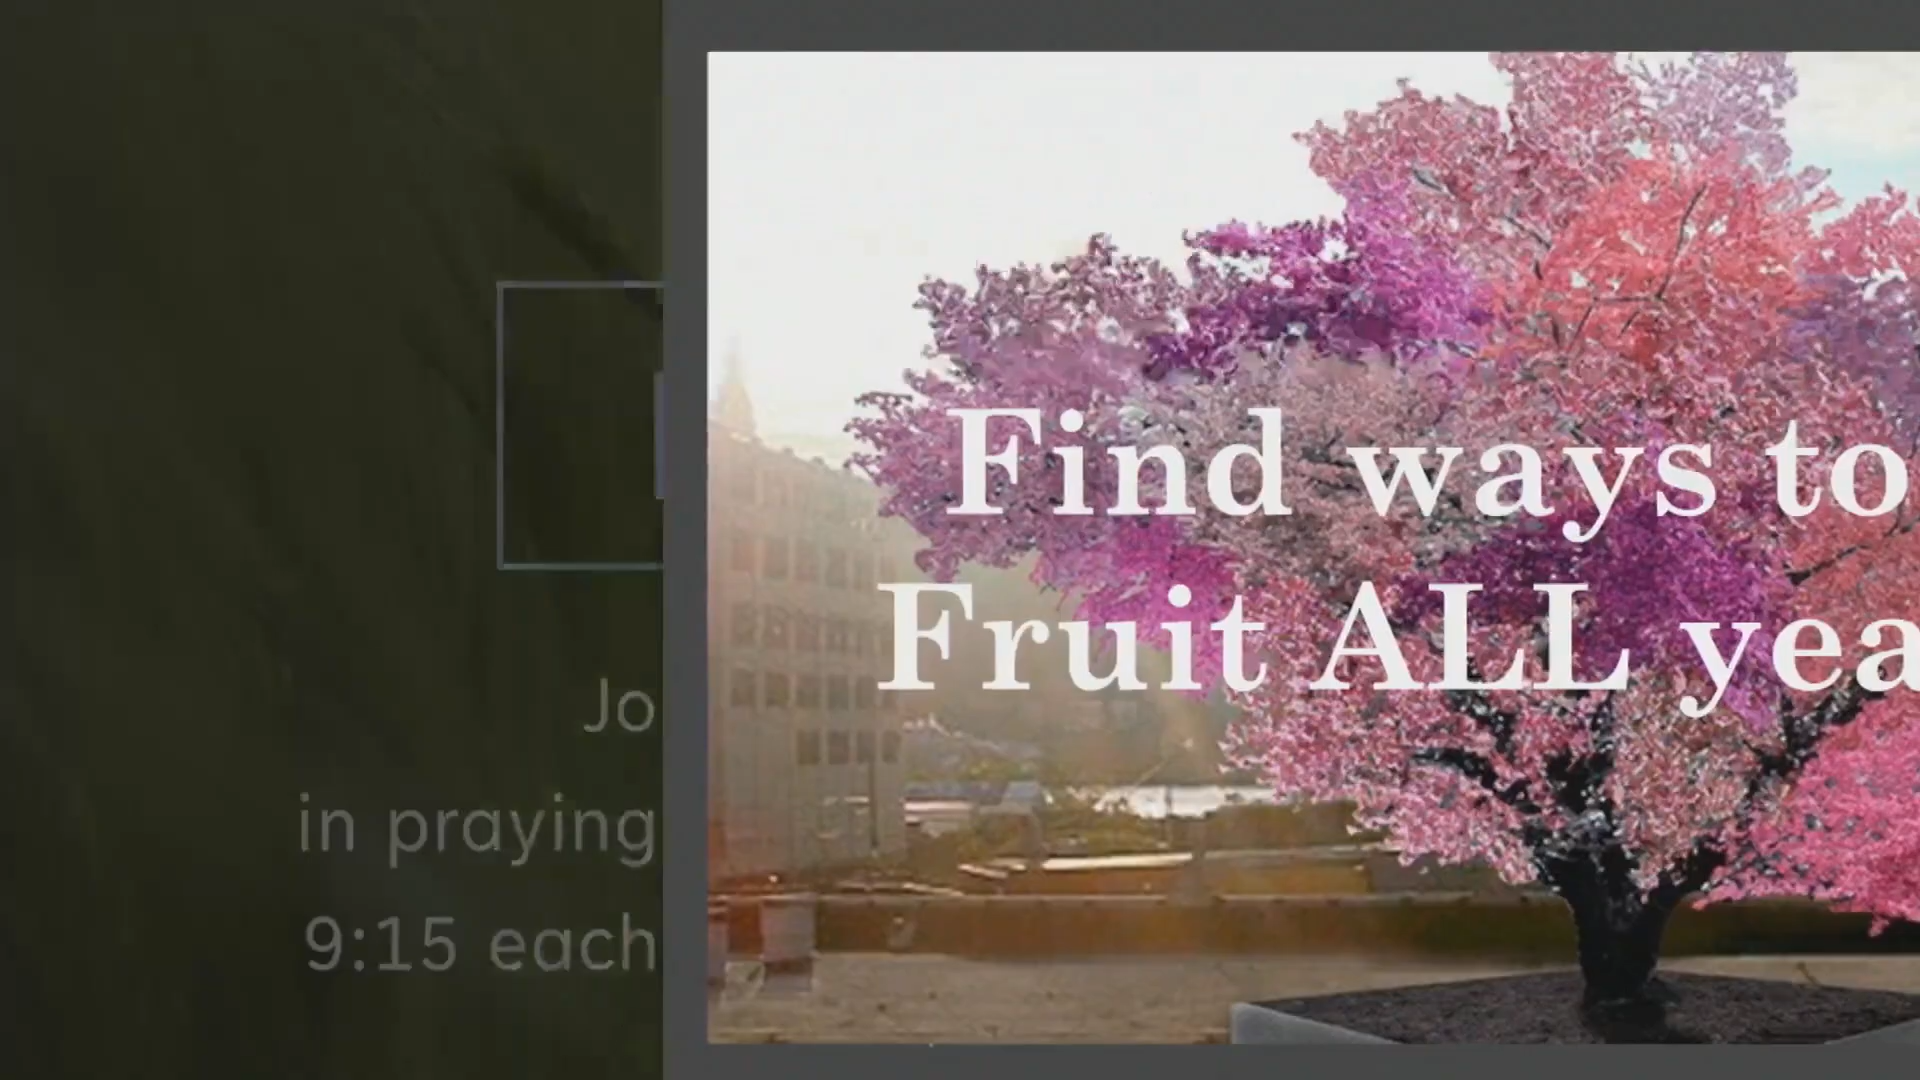 Find ways to
Fruit ALL yea
Jo
in praying
9:15 each